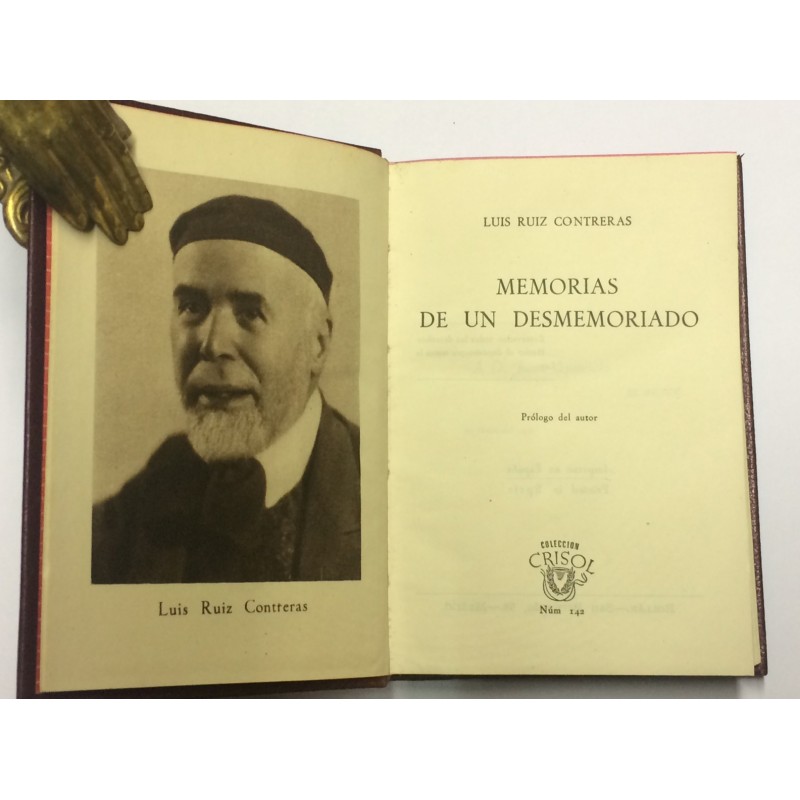 Luis Ruiz Contreras
LUIS RUIZ CONTRERAS
MEMORIAS
DE UN DESMEMORIADO
Prólogo del autor
COLECCION
CRISOL
Núm 142